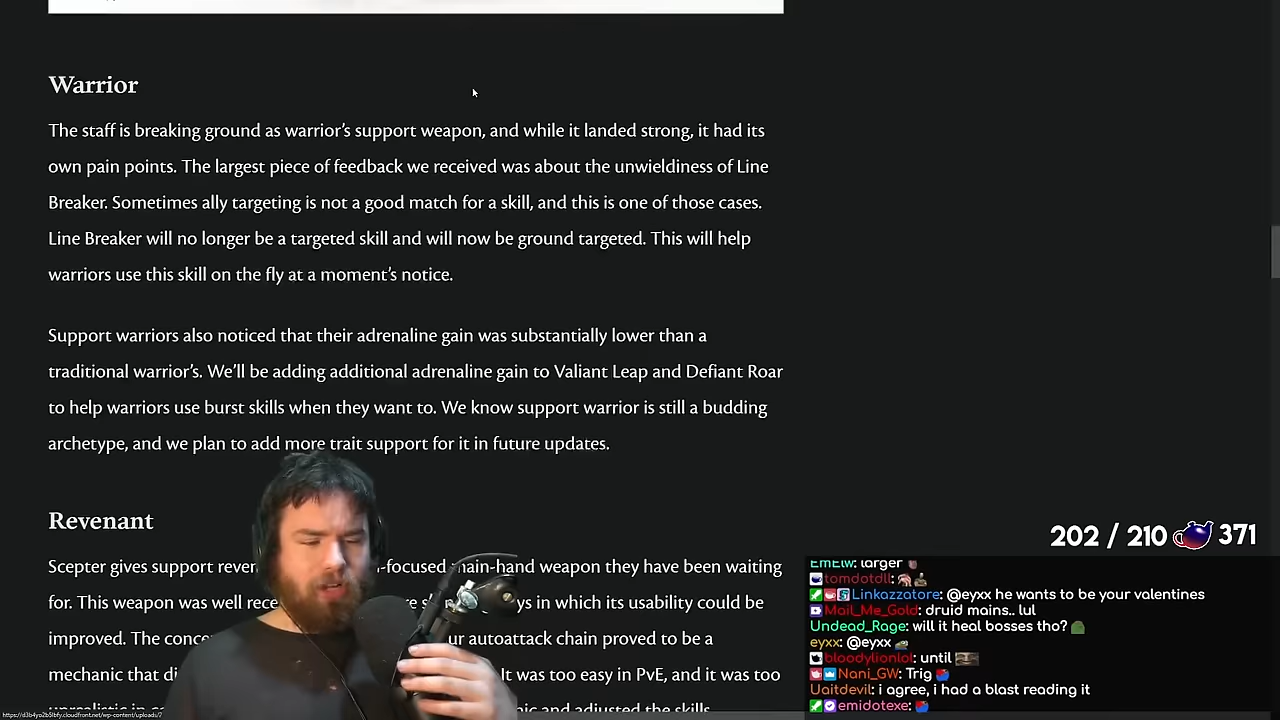 Warrior
The staff is breaking ground as warrior's support weapon, and while it landed strong, it had its
own pain points. The largest piece of feedback we received was about the unwieldiness of Line
Breaker. Sometimes ally targeting is not a good match for a skill, and this is one of those cases.
Line Breaker will no longer be a targeted skill and will now be ground targeted. This will help
warriors use this skill on the fly at a moment's notice.
Support warriors also noticed that their adrenaline gain was substantially lower than a
traditional warrior's. We'll be adding additional adrenaline gain to Valiant Leap and Defiant Roar
to help warriors use burst skills when they want to. We know support warrior is still a budding
archetype, and we plan to add more trait support for it in future updates.
Revenant
Scepter gives support -focused main-hand weapon they have been waiting
for. This weapon was well in which its usability could be
improved. The autoattack chain proved to be a
mechanic that It was too easy in PvE, and it was too
and adjusted the skills
202 / 210 371
EmElw: larger
tomdotdll:
Linkazzatore: @eyxx he wants to be your valentines
Mail_Me_Gold: druid mains.. lul
Undead_Rage: will it heal bosses tho?
eyxx: @eyxx
bloodylionlol: until
Nani_GW: Trig
Uaitdevil: i agree, i had a blast reading it
emidotexe: